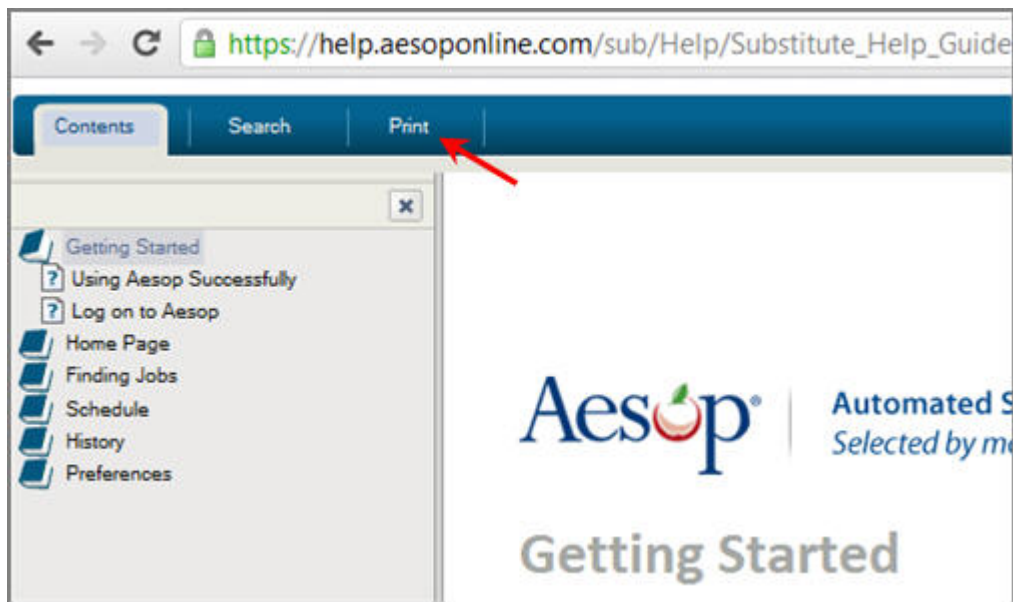 https://help.aesoponline.com/sub/Help/Substitute_Help_Guide
Contents Search Print
Getting Started
? Using Aesop Successfully
? Log on to Aesop
Home Page
Finding Jobs
Schedule
History
Preferences
Aesop® Automated S
Selected by mo
Getting Started